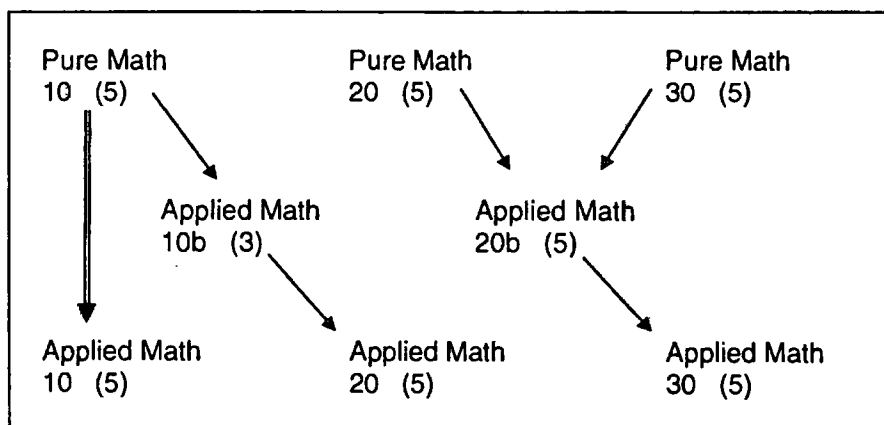 Pure Math
10 (5)
Pure Math
20 (5)
Pure Math
30 (5)
Applied Math
10b (3)
Applied Math
20b (5)
Applied Math
10 (5)
Applied Math
20 (5)
Applied Math
30 (5)